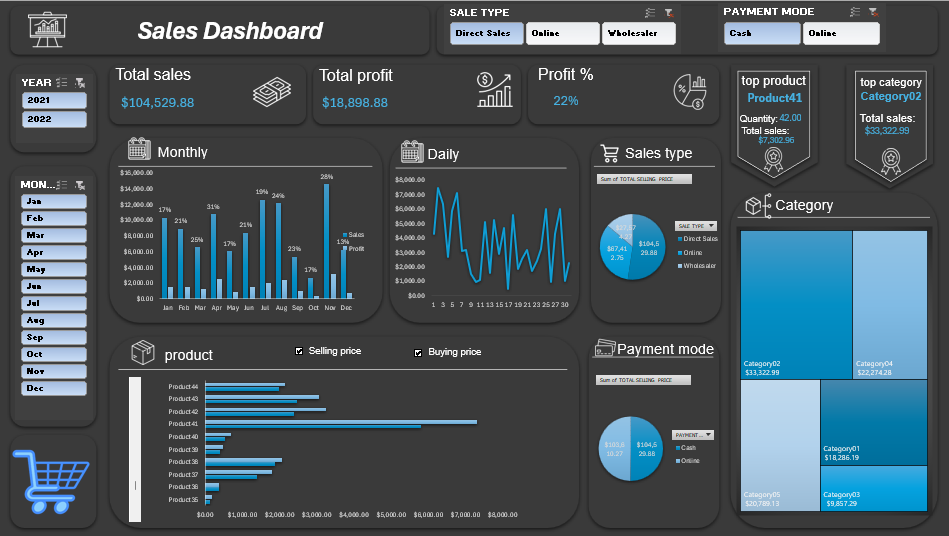 Sales Dashboard
SALE TYPE
Direct Sales
Online
Wholesaler
PAYMENT MODE
Cash
Online
YEAR
2021
2022
Total sales
$104,529.88
Total profit
$18,898.88
Profit %
22%
top product
Product41
Quantity: 42.00
Total sales:
$7,302.96
top category
Category02
Total sales:
$33,322.99
MON...
Jan
Feb
Mar
Apr
May
Jun
Jul
Aug
Sep
Oct
Nov
Dec
Monthly
$16,000.00
$14,000.00
$12,000.00
$10,000.00
$8,000.00
$6,000.00
$4,000.00
$2,000.00
$0.00
17%
21%
25%
31%
17%
21%
19%
24%
23%
17%
28%
13%
Sales
Profit
Jan Feb Mar Apr May Jun Jul Aug Sep Oct Nov Dec
Daily
$8,000.00
$7,000.00
$6,000.00
$5,000.00
$4,000.00
$3,000.00
$2,000.00
$1,000.00
$0.00
1 3 5 7 9 11 13 15 17 19 21 23 25 27 30
Sales type
Sum of TOTAL SELLING PRICE
$104,5
29.88
$67,41
2.75
SALE TYPE
Direct Sales
Online
Wholesaler
Category
Category02
$33,322.99
Category04
$22,274.28
Category05
$20,789.13
Category01
$18,286.19
Category03
$9,857.29
product
Selling price
Buying price
Product44
Product43
Product42
Product41
Product40
Product39
Product38
Product37
Product36
Product35
$0.00 $1,000.00 $2,000.00 $3,000.00 $4,000.00 $5,000.00 $6,000.00 $7,000.00 $8,000.00
Payment mode
Sum of TOTAL SELLING PRICE
$104,5
29.88
PAYMENT...
Cash
Online